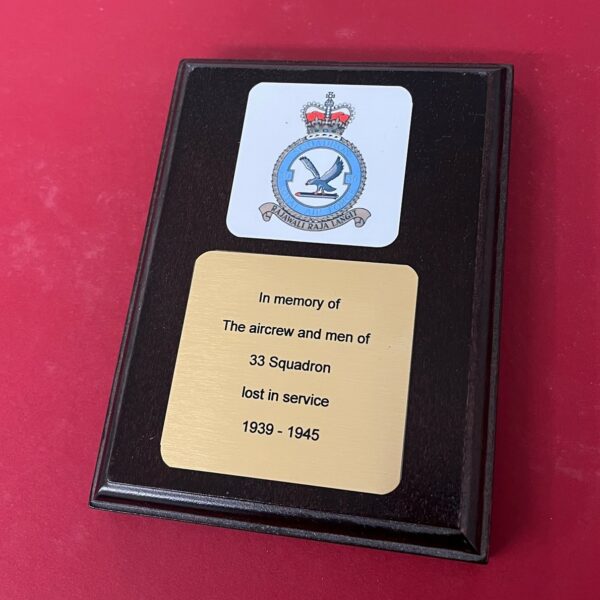 RAJAWALI RAJA LANGIT
In memory of
The aircrew and men of
33 Squadron
lost in service
1939 - 1945